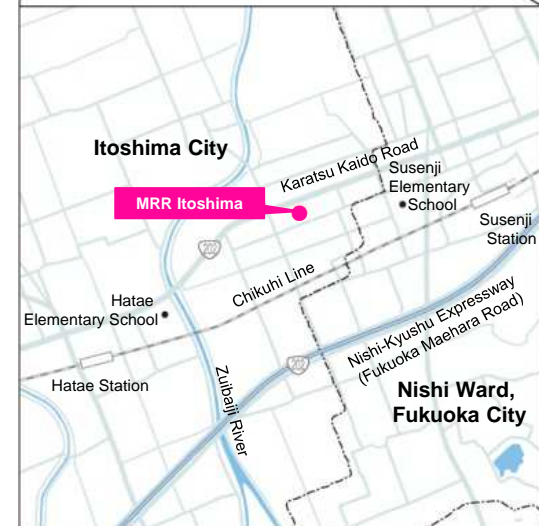 Itoshima City
Karatsu Kaido Road
Susenji
Elementary
School
MRR Itoshima
Susenji
Station
202
Chikuhi Line
Hatae
Elementary School
Nishi-Kyushu Expressway
(Fukuoka Maehara Road)
202
Hatae Station
Zuibaiji River
Nishi Ward,
Fukuoka City